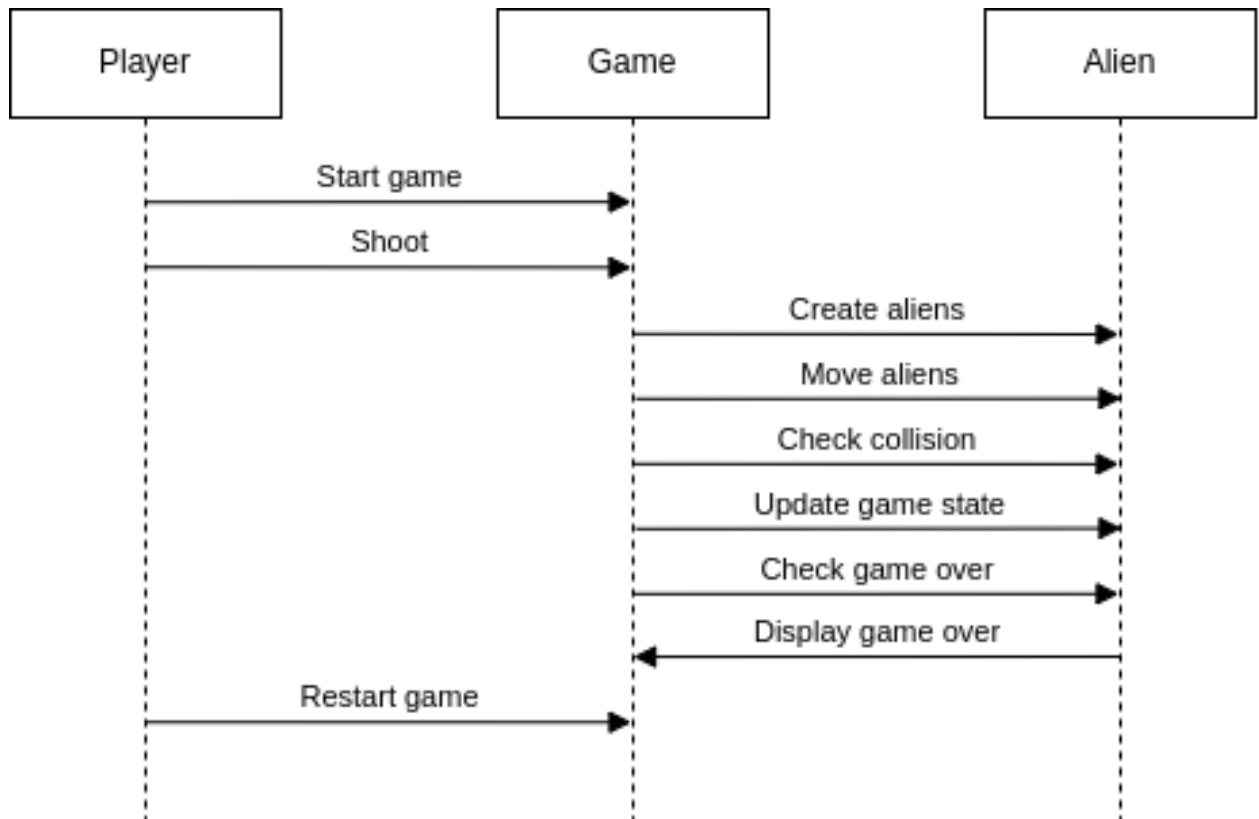 Player
Game
Alien
Start game
Shoot
Create aliens
Move aliens
Check collision
Update game state
Check game over
Display game over
Restart game